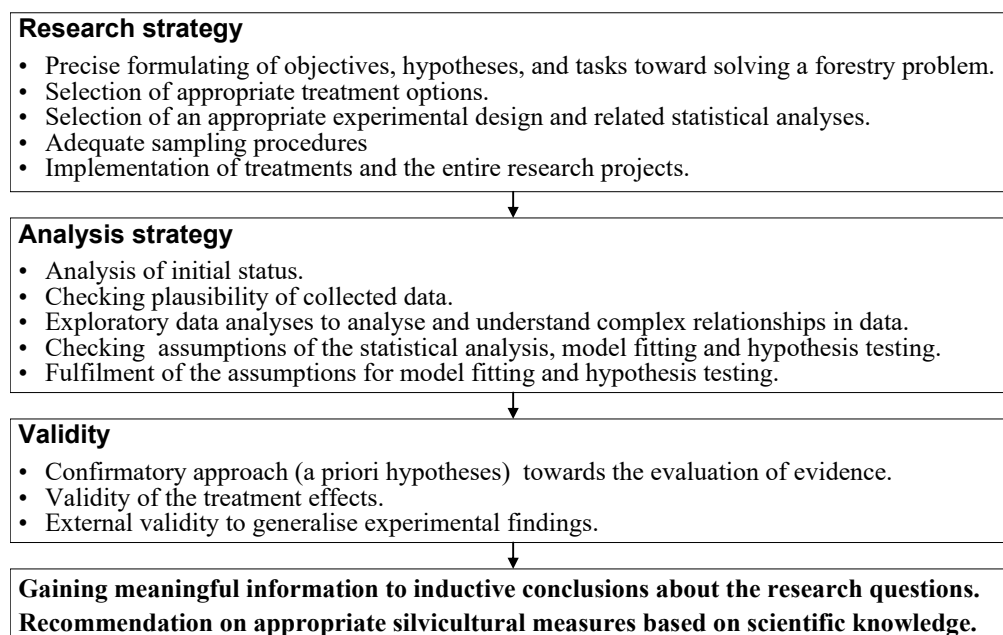 Research strategy
• Precise formulating of objectives, hypotheses, and tasks toward solving a forestry problem.
• Selection of appropriate treatment options.
• Selection of an appropriate experimental design and related statistical analyses.
• Adequate sampling procedures
• Implementation of treatments and the entire research projects.
Analysis strategy
• Analysis of initial status.
• Checking plausibility of collected data.
• Exploratory data analyses to analyse and understand complex relationships in data.
• Checking assumptions of the statistical analysis, model fitting and hypothesis testing.
• Fulfilment of the assumptions for model fitting and hypothesis testing.
Validity
• Confirmatory approach (a priori hypotheses) towards the evaluation of evidence.
• Validity of the treatment effects.
• External validity to generalise experimental findings.
Gaining meaningful information to inductive conclusions about the research questions.
Recommendation on appropriate silvicultural measures based on scientific knowledge.